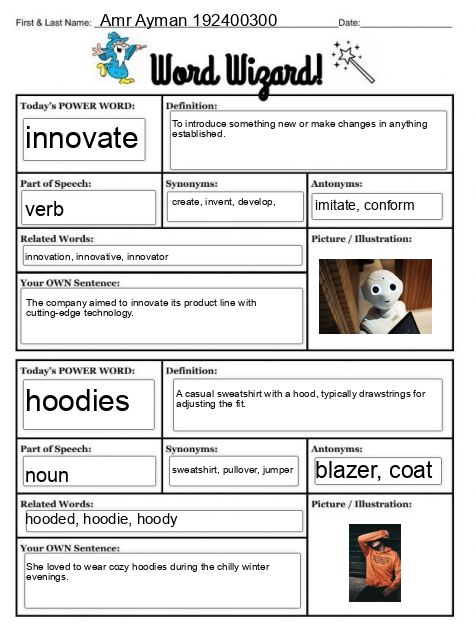 First & Last Name: Amr Ayman 192400300 Date:
Word Wizard!
Today's POWER WORD: Definition:
innovate
To introduce something new or make changes in anything
established.
Part of Speech: Synonyms: Antonyms:
verb
create, invent, develop,
imitate, conform
Related Words: Picture / Illustration:
innovation, innovative, innovator
Your OWN Sentence:
The company aimed to innovate its product line with
cutting-edge technology.
Today's POWER WORD: Definition:
hoodies
A casual sweatshirt with a hood, typically drawstrings for
adjusting the fit.
Part of Speech: Synonyms: Antonyms:
noun
sweatshirt, pullover, jumper
blazer, coat
Related Words: Picture / Illustration:
hooded, hoodie, hoody
Your OWN Sentence:
She loved to wear cozy hoodies during the chilly winter
evenings.